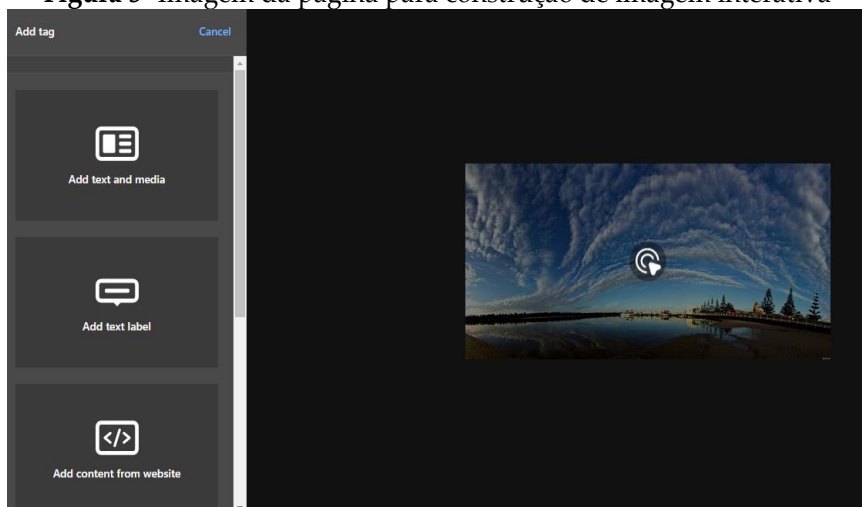 Figura 3- Imagem da página para construção de imagem interativa
Add tag
Cancel
Add text and media
Add text label
Add content from website